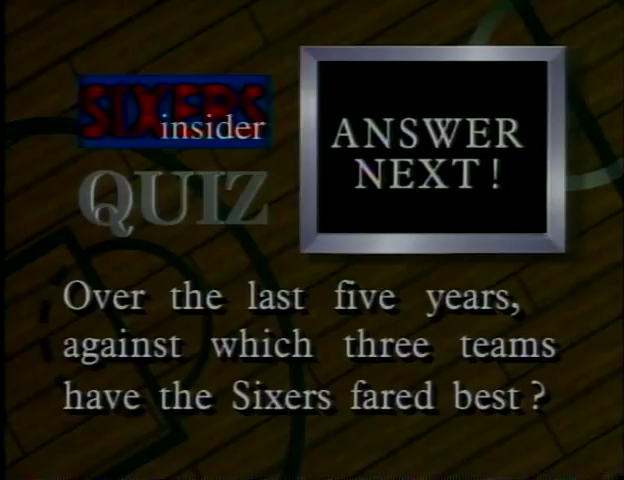 SIXERS
insider
QUIZ
ANSWER
NEXT!
Over the last five years,
against which three teams
have the Sixers fared best?